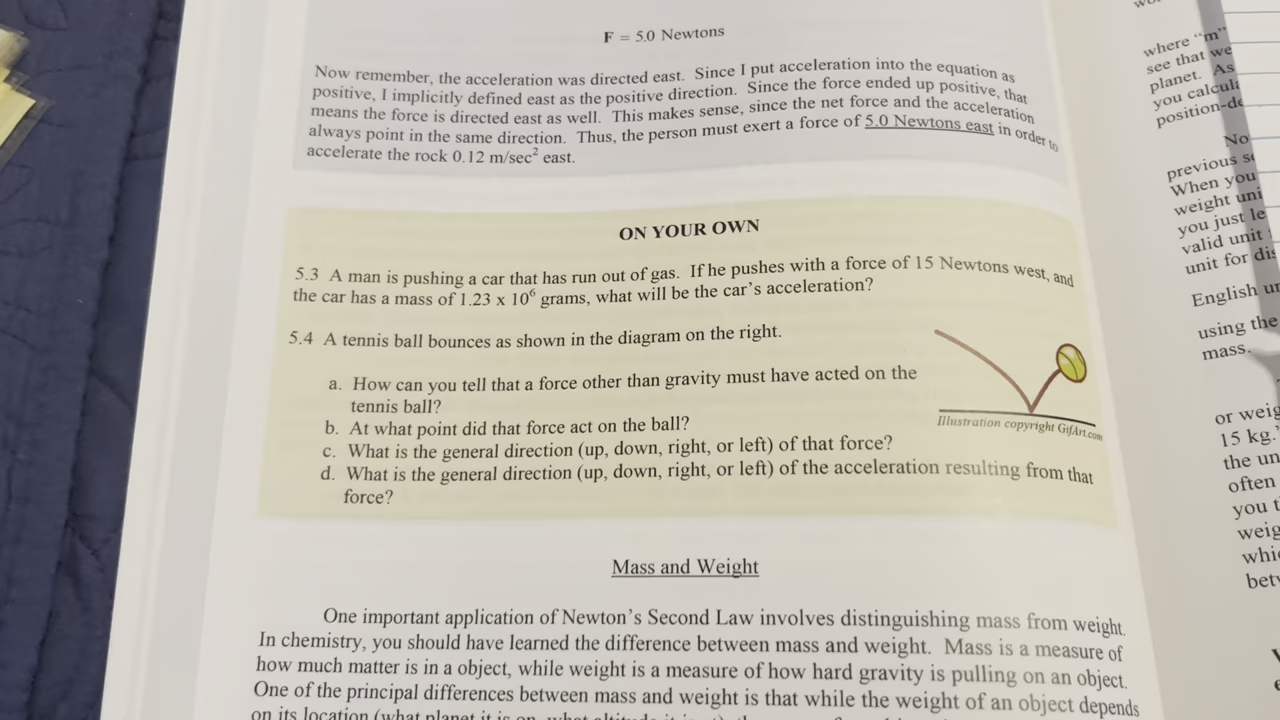 F = 5.0 Newtons
Now remember, the acceleration was directed east. Since I put acceleration into the equation as
positive, I implicitly defined east as the positive direction. Since the force ended up positive, that
means the force is directed east as well. This makes sense, since the net force and the acceleration
always point in the same direction. Thus, the person must exert a force of 5.0 Newtons east in order to
accelerate the rock 0.12 m/sec² east.
ON YOUR OWN
5.3 A man is pushing a car that has run out of gas. If he pushes with a force of 15 Newtons west, and
the car has a mass of 1.23 x 10⁶ grams, what will be the car's acceleration?
5.4 A tennis ball bounces as shown in the diagram on the right.
a. How can you tell that a force other than gravity must have acted on the
tennis ball?
b. At what point did that force act on the ball?
c. What is the general direction (up, down, right, or left) of that force?
d. What is the general direction (up, down, right, or left) of the acceleration resulting from that
force?
Illustration copyright GifArt.com
Mass and Weight
One important application of Newton's Second Law involves distinguishing mass from weight.
In chemistry, you should have learned the difference between mass and weight. Mass is a measure of
how much matter is in a object, while weight is a measure of how hard gravity is pulling on an object.
One of the principal differences between mass and weight is that while the weight of an object depends
on its location (what planet it is on, what altitude it is at), the
where "m"
see that we
planet. As
you
No
previous
When you
weight
you just
valid unit
unit for
English
using the
mass.
or
15 kg.
the
often
you